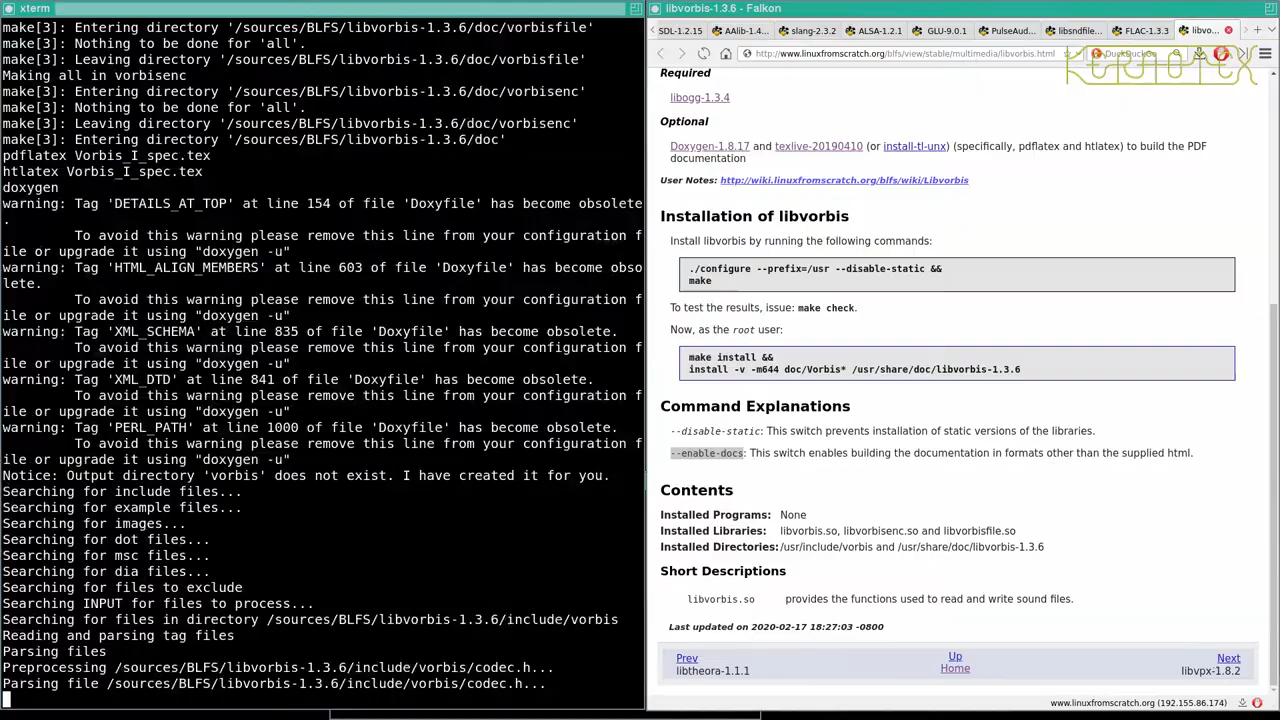 xterm
make[3]: Entering directory '/sources/BLFS/libvorbis-1.3.6/doc/vorbisfile'
make[3]: Nothing to be done for 'all'.
make[3]: Leaving directory '/sources/BLFS/libvorbis-1.3.6/doc/vorbisfile'
Making all in vorbisenc
make[3]: Entering directory '/sources/BLFS/libvorbis-1.3.6/doc/vorbisenc'
make[3]: Nothing to be done for 'all'.
make[3]: Leaving directory '/sources/BLFS/libvorbis-1.3.6/doc/vorbisenc'
make[3]: Entering directory '/sources/BLFS/libvorbis-1.3.6/doc'
pdflatex Vorbis_I_spec.tex
htlatex Vorbis_I_spec.tex
doxygen
warning: Tag 'DETAILS_AT_TOP' at line 154 of file 'Doxyfile' has become obsolete
.
To avoid this warning please remove this line from your configuration f
ile or upgrade it using "doxygen -u"
warning: Tag 'HTML_ALIGN_MEMBERS' at line 603 of file 'Doxyfile' has become obso
lete.
To avoid this warning please remove this line from your configuration f
ile or upgrade it using "doxygen -u"
warning: Tag 'XML_SCHEMA' at line 835 of file 'Doxyfile' has become obsolete.
To avoid this warning please remove this line from your configuration f
ile or upgrade it using "doxygen -u"
warning: Tag 'XML_DTD' at line 841 of file 'Doxyfile' has become obsolete.
To avoid this warning please remove this line from your configuration f
ile or upgrade it using "doxygen -u"
warning: Tag 'PERL_PATH' at line 1000 of file 'Doxyfile' has become obsolete.
To avoid this warning please remove this line from your configuration f
ile or upgrade it using "doxygen -u"
Notice: Output directory 'vorbis' does not exist. I have created it for you.
Searching for include files...
Searching for example files...
Searching for images...
Searching for dot files...
Searching for msc files...
Searching for dia files...
Searching for files to exclude
Searching INPUT for files to process...
Searching for files in directory /sources/BLFS/libvorbis-1.3.6/include/vorbis
Reading and parsing tag files
Parsing files
Preprocessing /sources/BLFS/libvorbis-1.3.6/include/vorbis/codec.h...
Parsing file /sources/BLFS/libvorbis-1.3.6/include/vorbis/codec.h...
libvorbis-1.3.6 - Falkon
SDL-1.2.15 AAlib-1.4... slang-2.3.2 ALSA-1.2.1 GLU-9.0.1 PulseAud... libsndfile... FLAC-1.3.3 libvo...
http://www.linuxfromscratch.org/blfs/view/stable/multimedia/libvorbis.html
Required
libogg-1.3.4
Optional
Doxygen-1.8.17 and texlive-20190410 (or install-tl-unx) (specifically, pdflatex and htlatex) to build the PDF
documentation
User Notes: http://wiki.linuxfromscratch.org/blfs/wiki/Libvorbis
Installation of libvorbis
Install libvorbis by running the following commands:
./configure --prefix=/usr --disable-static &&
make
To test the results, issue: make check.
Now, as the root user:
make install &&
install -v -m644 doc/Vorbis* /usr/share/doc/libvorbis-1.3.6
Command Explanations
--disable-static: This switch prevents installation of static versions of the libraries.
--enable-docs: This switch enables building the documentation in formats other than the supplied html.
Contents
Installed Programs: None
Installed Libraries: libvorbis.so, libvorbisenc.so and libvorbisfile.so
Installed Directories: /usr/include/vorbis and /usr/share/doc/libvorbis-1.3.6
Short Descriptions
libvorbis.so provides the functions used to read and write sound files.
Last updated on 2020-02-17 18:27:03 -0800
Prev Up Next
libtheora-1.1.1 Home libvpx-1.8.2
www.linuxfromscratch.org (192.155.86.174)